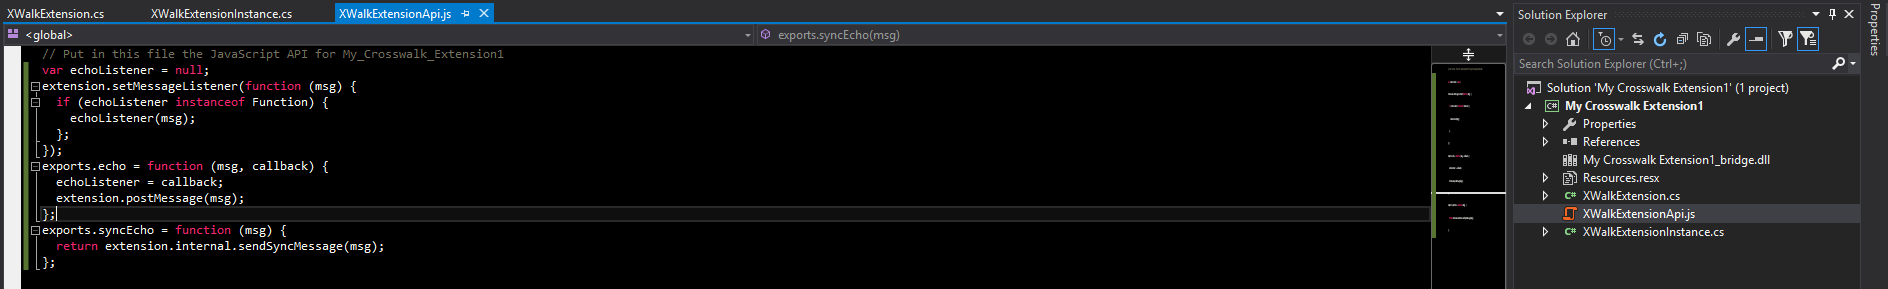 XWalkExtension.cs XWalkExtensionInstance.cs XWalkExtensionApi.js
<global> exports.syncEcho(msg)
// Put in this file the JavaScript API for My_Crosswalk_Extension1
var echoListener = null;
extension.setMessageListener(function (msg) {
if (echoListener instanceof Function) {
echoListener(msg);
};
});
exports.echo = function (msg, callback) {
echoListener = callback;
extension.postMessage(msg);
};
exports.syncEcho = function (msg) {
return extension.internal.sendSyncMessage(msg);
};
Solution Explorer
Search Solution Explorer (Ctrl+;)
Solution 'My Crosswalk Extension1' (1 project)
C# My Crosswalk Extension1
Properties
References
My Crosswalk Extension1_bridge.dll
Resources.resx
C# XWalkExtension.cs
XWalkExtensionApi.js
C# XWalkExtensionInstance.cs
Properties